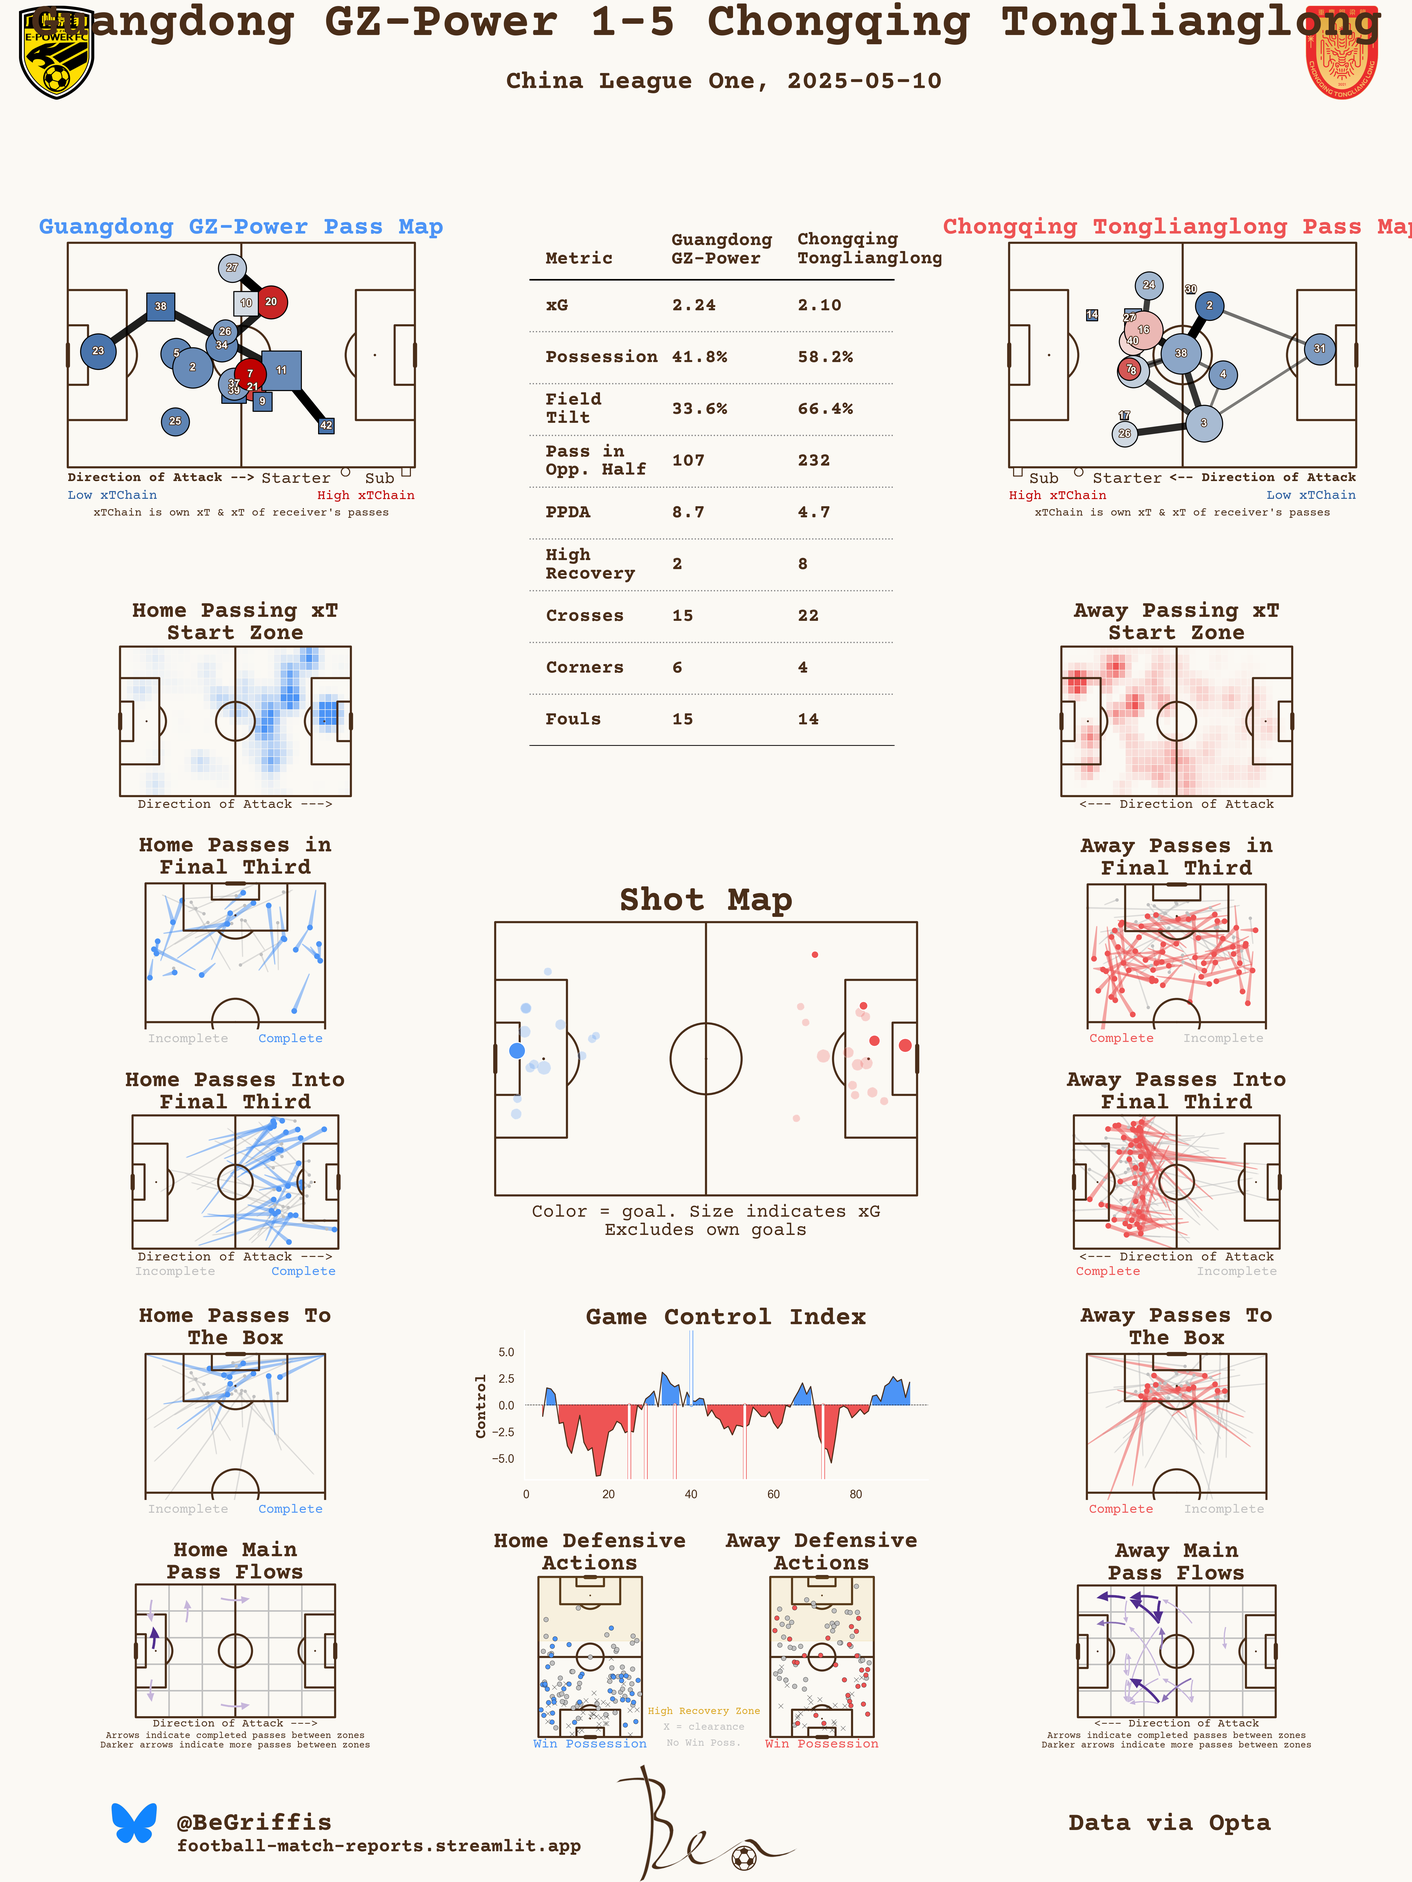 Guangdong GZ-Power 1-5 Chongqing Tonglianglong
China League One, 2025-05-10
E-POWER FC
CHONGQING TONGLIANGLONG
Guangdong GZ-Power Pass Map
27
38
10
20
26
34
5
23
2
11
7
37
21
39
9
25
42
Direction of Attack --> Starter Sub
Low xTChain High xTChain
xTChain is own xT & xT of receiver's passes
Metric Guangdong GZ-Power Chongqing Tonglianglong
xG 2.24 2.10
Possession 41.8% 58.2%
Field Tilt 33.6% 66.4%
Pass in Opp. Half 107 232
PPDA 8.7 4.7
High Recovery 2 8
Crosses 15 22
Corners 6 4
Fouls 15 14
Chongqing Tonglianglong Pass Map
24
30
2
14
27
16
40
38
31
7
8
4
17
26
3
Sub Starter <-- Direction of Attack
High xTChain Low xTChain
xTChain is own xT & xT of receiver's passes
Home Passing xT
Start Zone
Direction of Attack --->
Away Passing xT
Start Zone
<--- Direction of Attack
Home Passes in
Final Third
Incomplete Complete
Away Passes in
Final Third
Complete Incomplete
Shot Map
Color = goal. Size indicates xG
Excludes own goals
Home Passes Into
Final Third
Direction of Attack --->
Incomplete Complete
Away Passes Into
Final Third
<--- Direction of Attack
Complete Incomplete
Home Passes To
The Box
Incomplete Complete
Game Control Index
Control
5.0
2.5
0.0
−2.5
−5.0
0 20 40 60 80
Away Passes To
The Box
Complete Incomplete
Home Main
Pass Flows
Direction of Attack --->
Arrows indicate completed passes between zones
Darker arrows indicate more passes between zones
Home Defensive
Actions
Win Possession
High Recovery Zone
X = clearance
No Win Poss.
Away Defensive
Actions
Win Possession
Away Main
Pass Flows
<--- Direction of Attack
Arrows indicate completed passes between zones
Darker arrows indicate more passes between zones
@BeGriffis
football-match-reports.streamlit.app
Ben
Data via Opta